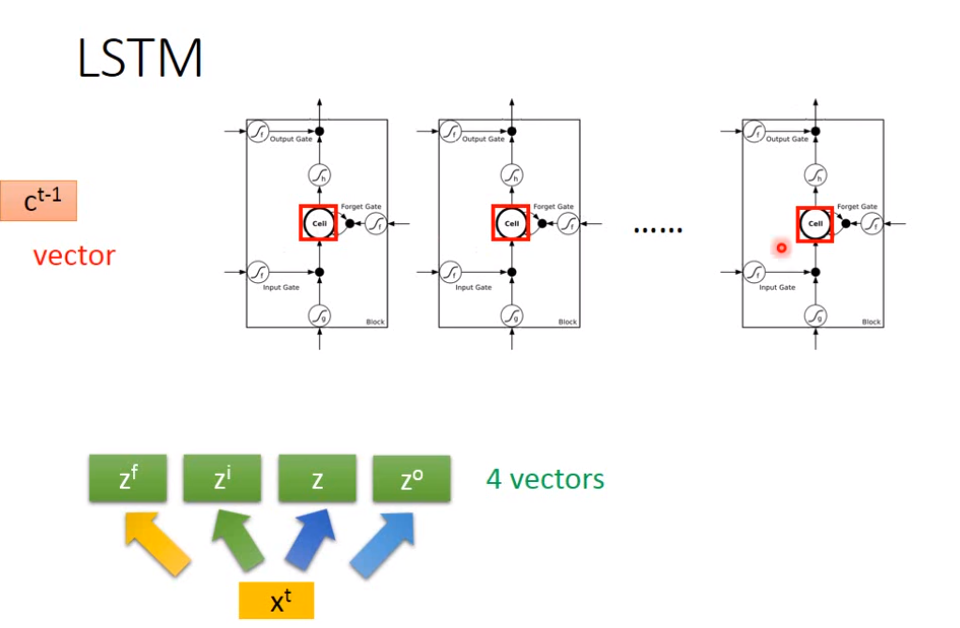 LSTM
Output Gate
Output Gate
Output Gate
h
h
h
c^t-1
Forget Gate
Forget Gate
Forget Gate
Cell
Cell
Cell
......
vector
Input Gate
Input Gate
Input Gate
g
g
g
Block
Block
Block
z^f z^i z z^o 4 vectors
x^t